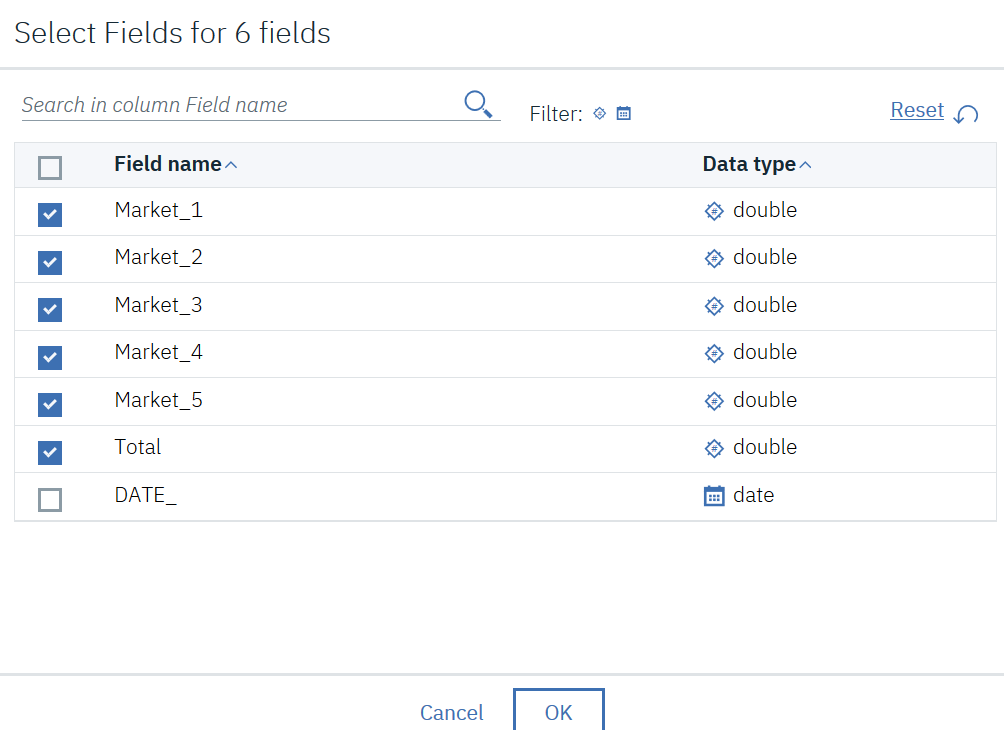 Select Fields for 6 fields
Search in column Field name
Filter:
Reset
Field name Data type
Market_1 double
Market_2 double
Market_3 double
Market_4 double
Market_5 double
Total double
DATE_ date
Cancel OK